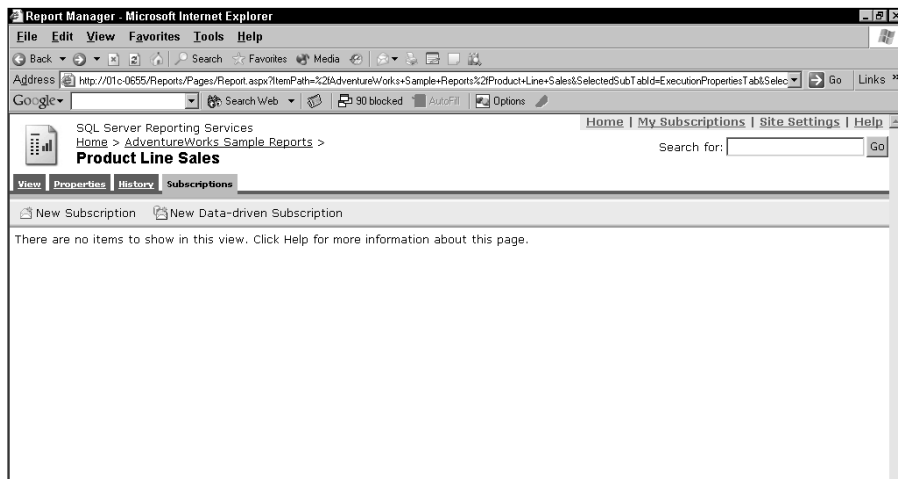 Report Manager - Microsoft Internet Explorer
File Edit View Favorites Tools Help
Back Search Favorites Media
Address http://01c-0655/Reports/Pages/Report.aspx?ItemPath=%2fAdventureWorks+Sample+Reports%2fProduct+Line+Sales&SelectedSubTabId=ExecutionPropertiesTab&Selec Go Links »
Google Search Web 90 blocked AutoFill Options
Home | My Subscriptions | Site Settings | Help
SQL Server Reporting Services
Home > AdventureWorks Sample Reports >
Product Line Sales
Search for: Go
View Properties History Subscriptions
New Subscription New Data-driven Subscription
There are no items to show in this view. Click Help for more information about this page.